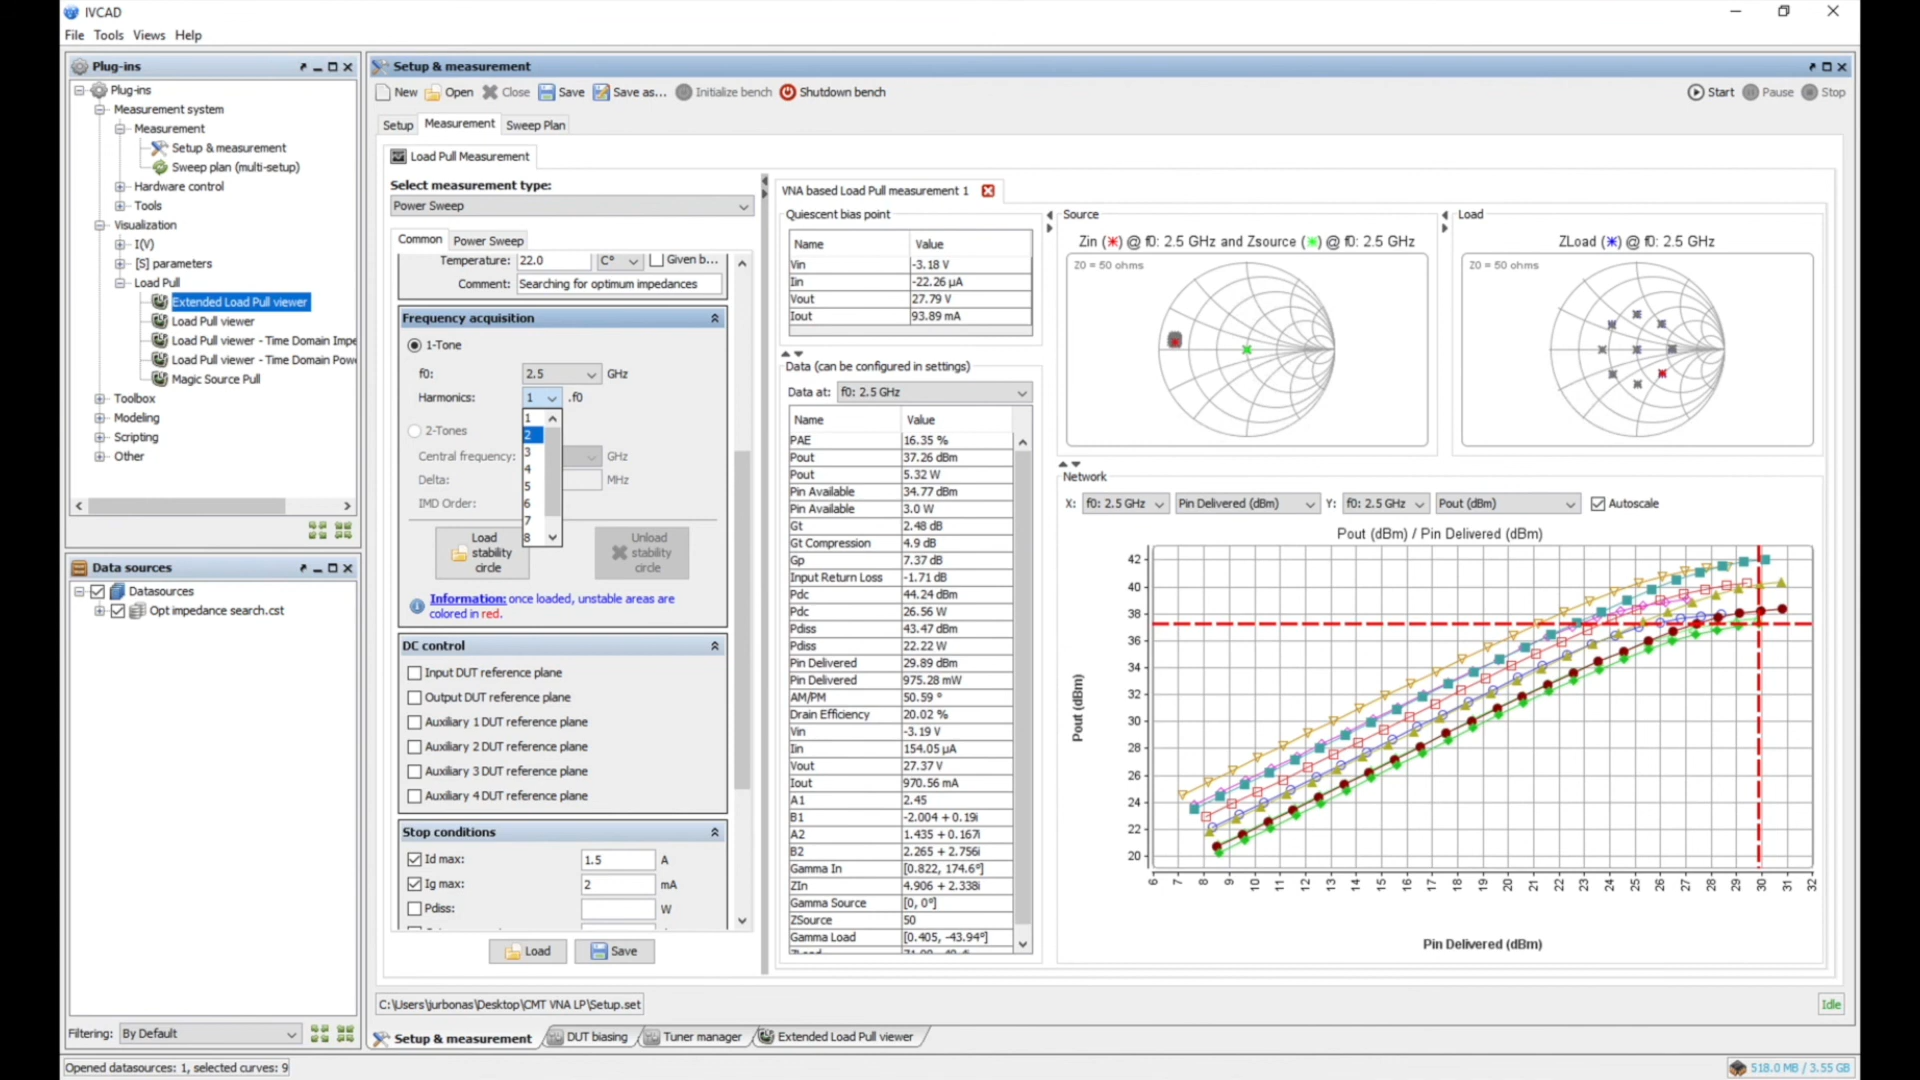 IVCAD
File Tools Views Help
Plug-ins
Plug-ins
Measurement system
Measurement
Setup & measurement
Sweep plan (multi-setup)
Hardware control
Tools
Visualization
I(V)
[S] parameters
Load Pull
Extended Load Pull viewer
Load Pull viewer
Load Pull viewer - Time Domain Impe
Load Pull viewer - Time Domain Pow
Magic Source Pull
Toolbox
Modeling
Scripting
Other
Data sources
Datasources
Opt impedance search.cst
Filtering: By Default
Opened datasources: 1, selected curves: 9
Setup & measurement
New Open Close Save Save as... Initialize bench Shutdown bench
Start Pause Stop
Setup Measurement Sweep Plan
Load Pull Measurement
Select measurement type:
Power Sweep
Common Power Sweep
Temperature: 22.0 C° Given b...
Comment: Searching for optimum impedances
Frequency acquisition
1-Tone
f0: 2.5 GHz
Harmonics: 1 .f0
1
2
3
4
5
6
7
8
2-Tones
Central frequency: GHz
Delta: MHz
IMD Order:
Load stability circle
Unload stability circle
Information: once loaded, unstable areas are
colored in red.
DC control
Input DUT reference plane
Output DUT reference plane
Auxiliary 1 DUT reference plane
Auxiliary 2 DUT reference plane
Auxiliary 3 DUT reference plane
Auxiliary 4 DUT reference plane
Stop conditions
Id max: 1.5 A
Ig max: 2 mA
Pdiss: W
Load Save
VNA based Load Pull measurement 1
Quiescent bias point
Name Value
Vin -3.18 V
Iin -22.26 µA
Vout 27.79 V
Iout 93.89 mA
Data (can be configured in settings)
Data at: f0: 2.5 GHz
Name Value
PAE 16.35 %
Pout 37.26 dBm
Pout 5.32 W
Pin Available 34.77 dBm
Pin Available 3.0 W
Gt 2.48 dB
Gt Compression 4.9 dB
Gp 7.37 dB
Input Return Loss -1.71 dB
Pdc 44.24 dBm
Pdc 26.56 W
Pdiss 43.47 dBm
Pdiss 22.22 W
Pin Delivered 29.89 dBm
Pin Delivered 975.28 mW
AM/PM 50.59 °
Drain Efficiency 20.02 %
Vin -3.19 V
Iin 154.05 µA
Vout 27.37 V
Iout 970.56 mA
A1 2.45
B1 -2.004 + 0.19i
A2 1.435 + 0.167i
B2 2.265 + 2.756i
Gamma In [0.822, 174.6°]
ZIn 4.906 + 2.338i
Gamma Source [0, 0°]
ZSource 50
Gamma Load [0.405, -43.94°]
Source
Zin (*) @ f0: 2.5 GHz and Zsource (*) @ f0: 2.5 GHz
Z0 = 50 ohms
Load
ZLoad (*) @ f0: 2.5 GHz
Z0 = 50 ohms
Network
X: f0: 2.5 GHz Pin Delivered (dBm) Y: f0: 2.5 GHz Pout (dBm) Autoscale
Pout (dBm) / Pin Delivered (dBm)
Pout (dBm)
42
40
38
36
34
32
30
28
26
24
22
20
6 7 8 9 10 11 12 13 14 15 16 17 18 19 20 21 22 23 24 25 26 27 28 29 30 31 32
Pin Delivered (dBm)
C:\Users\jurbonas\Desktop\CMT VNA LP\Setup.set
Idle
Setup & measurement DUT biasing Tuner manager Extended Load Pull viewer
518.0 MB / 3.55 GB